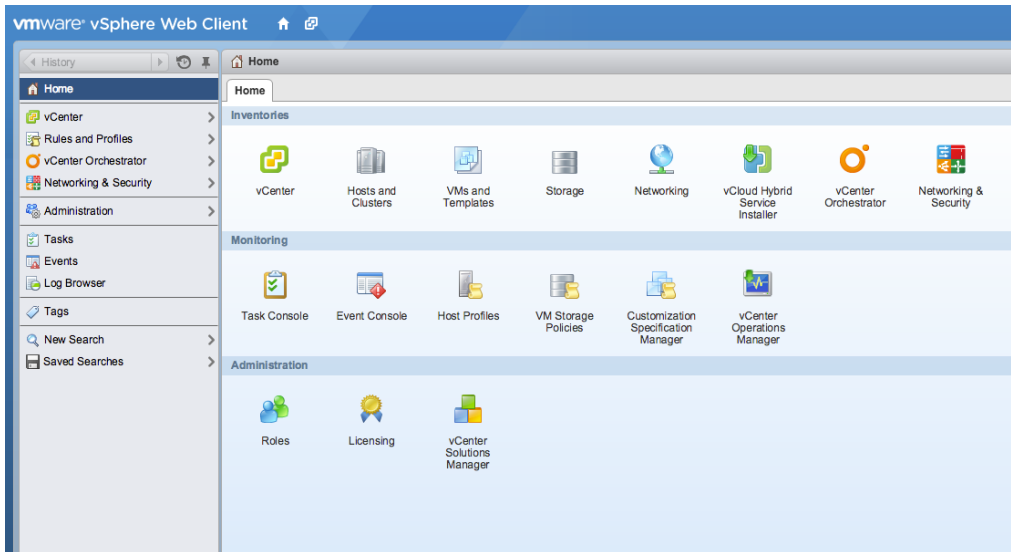 vmware® vSphere Web Client
History
Home
vCenter
Rules and Profiles
vCenter Orchestrator
Networking & Security
Administration
Tasks
Events
Log Browser
Tags
New Search
Saved Searches
Home
Home
Inventories
vCenter
Hosts and
Clusters
VMs and
Templates
Storage
Networking
vCloud Hybrid
Service
Installer
vCenter
Orchestrator
Networking &
Security
Monitoring
Task Console
Event Console
Host Profiles
VM Storage
Policies
Customization
Specification
Manager
vCenter
Operations
Manager
Administration
Roles
Licensing
vCenter
Solutions
Manager